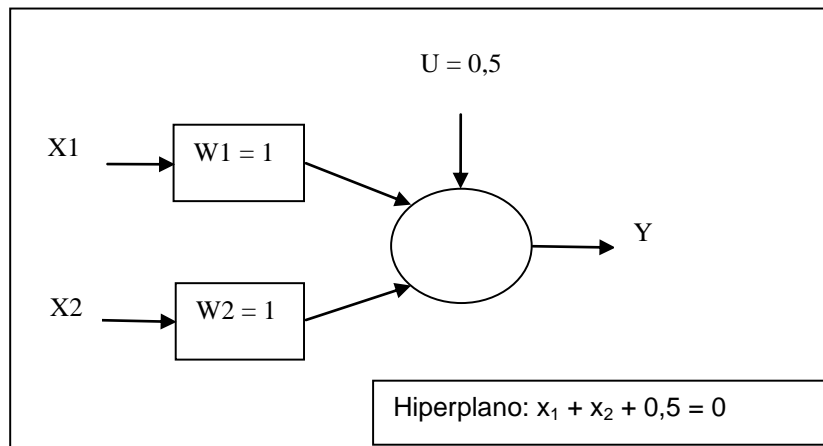 U = 0,5
X1
W1 = 1
Y
X2
W2 = 1
Hiperplano: x₁ + x₂ + 0,5 = 0